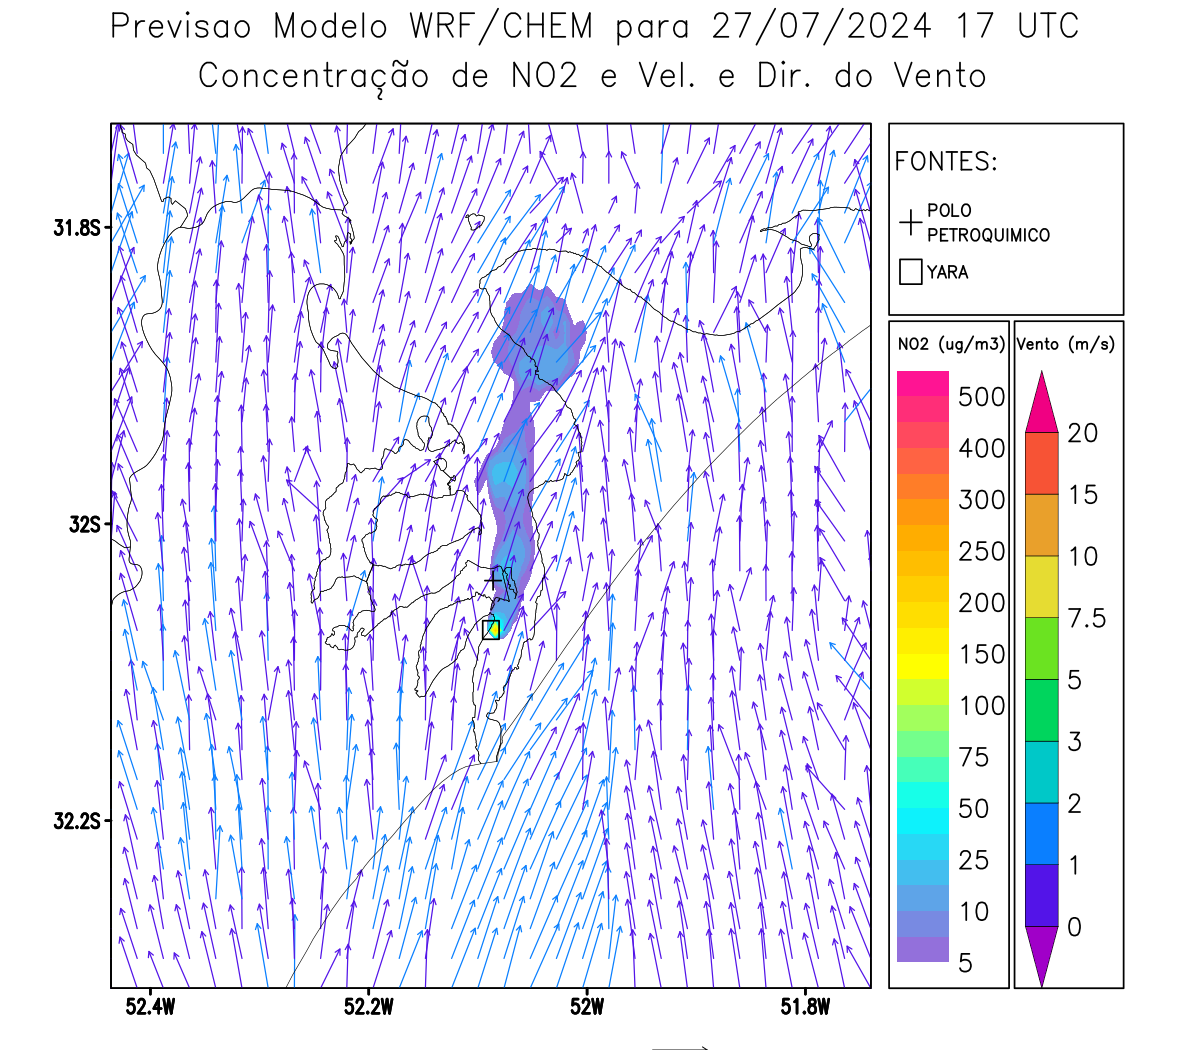 Previsao Modelo WRF/CHEM para 27/07/2024 17 UTC
Concentração de NO2 e Vel. e Dir. do Vento
FONTES:
POLO
PETROQUIMICO
YARA
31.8S
32S
32.2S
52.4W
52.2W
52W
51.8W
NO2 (ug/m3)
500
400
300
250
200
150
100
75
50
25
10
5
Vento (m/s)
20
15
10
7.5
5
3
2
1
0